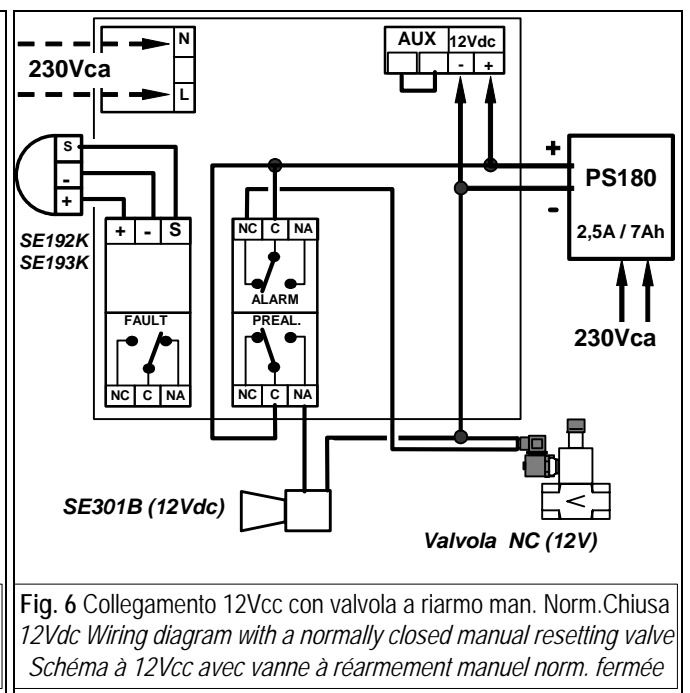 N
AUX 12Vdc
- +
230Vca
L
S
-
+
SE192K
SE193K
+ - S
FAULT
NC C NA
NC C NA
ALARM
PREAL.
NC C NA
+
-
PS180
2,5A / 7Ah
230Vca
SE301B (12Vdc)
Valvola NC (12V)
Fig. 6 Collegamento 12Vcc con valvola a riarmo man. Norm.Chiusa
12Vdc Wiring diagram with a normally closed manual resetting valve
Schéma à 12Vcc avec vanne à réarmement manuel norm. fermée